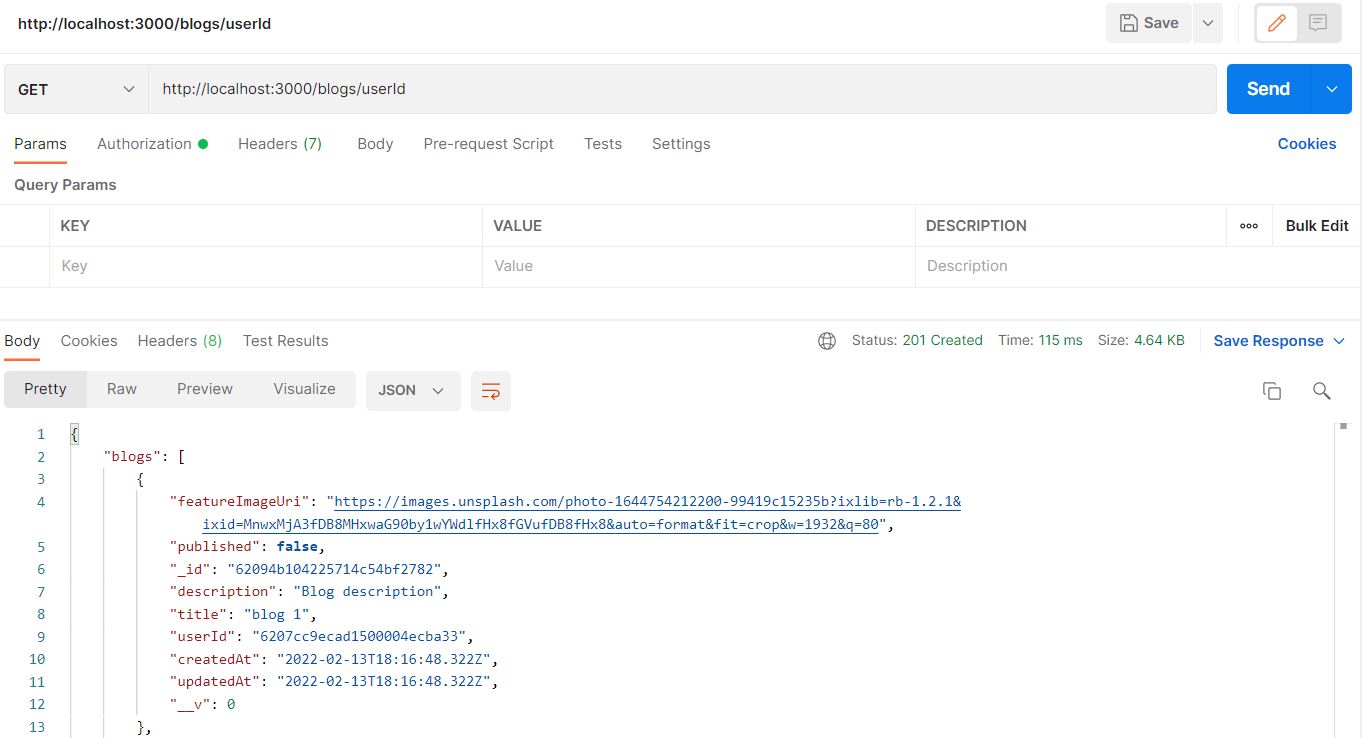 http://localhost:3000/blogs/userId
Save
GET
http://localhost:3000/blogs/userId
Send
Params Authorization Headers (7) Body Pre-request Script Tests Settings Cookies
Query Params
KEY VALUE DESCRIPTION Bulk Edit
Key Value Description
Body Cookies Headers (8) Test Results Status: 201 Created Time: 115 ms Size: 4.64 KB Save Response
Pretty Raw Preview Visualize JSON
1 {
2 "blogs": [
3 {
4 "featureImageUri": "https://images.unsplash.com/photo-1644754212200-99419c15235b?ixlib=rb-1.2.1&
ixid=MnwxMjA3fDB8MHxwaG90by1wYWdlfHx8fGVufDB8fHx8&auto=format&fit=crop&w=1932&q=80",
5 "published": false,
6 "_id": "62094b104225714c54bf2782",
7 "description": "Blog description",
8 "title": "blog 1",
9 "userId": "6207cc9ecad1500004ecba33",
10 "createdAt": "2022-02-13T18:16:48.322Z",
11 "updatedAt": "2022-02-13T18:16:48.322Z",
12 "__v": 0
13 },